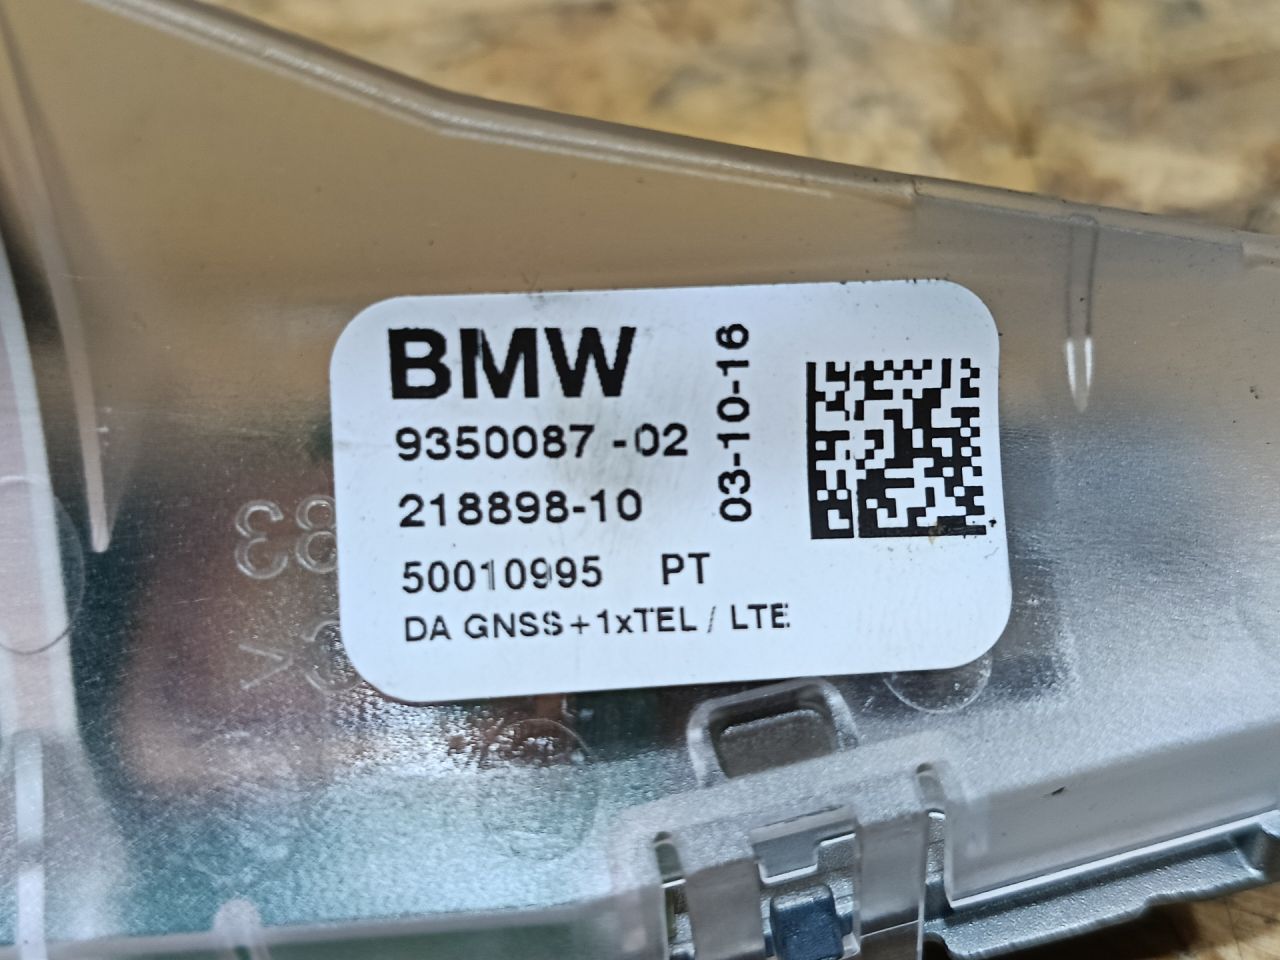 BMW
9350087-02
218898-10
50010995 PT
DA GNSS+1xTEL / LTE
03-10-16